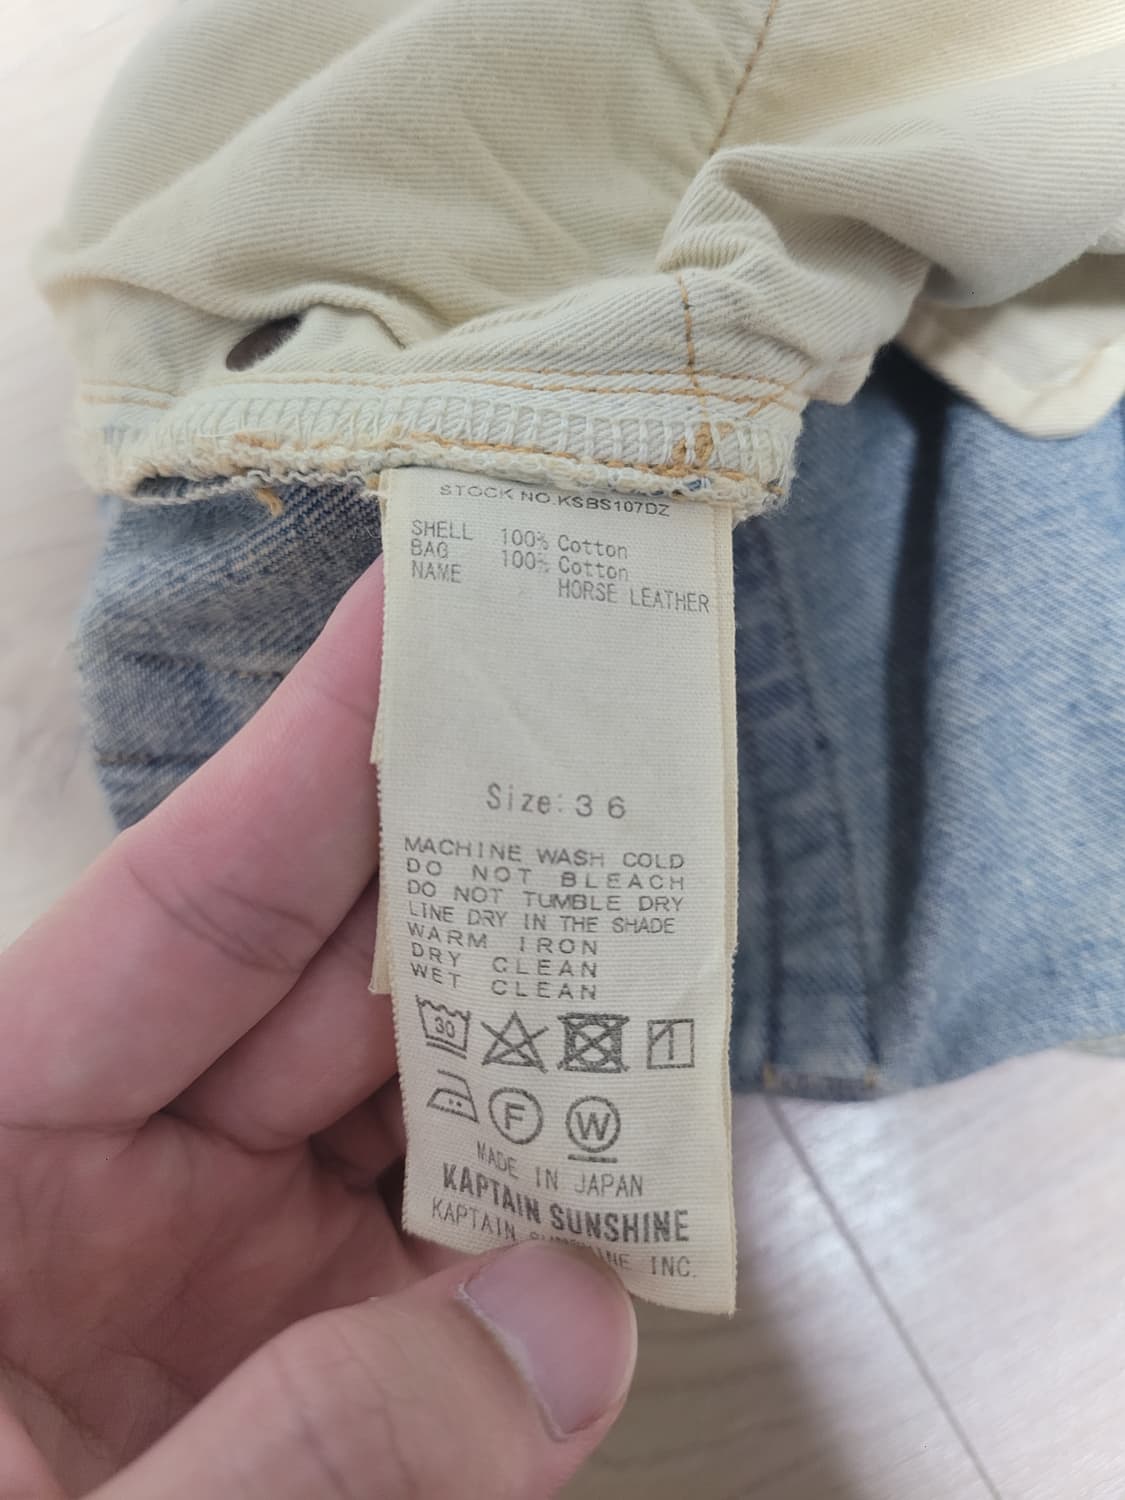 STOCK NO.KSBS107DZ
SHELL 100% Cotton
BAG 100% Cotton
NAME HORSE LEATHER
Size:36
MACHINE WASH COLD
DO NOT BLEACH
DO NOT TUMBLE DRY
LINE DRY IN THE SHADE
WARM IRON
DRY CLEAN
WET CLEAN
30
F W
MADE IN JAPAN
KAPTAIN SUNSHINE
KAPTAIN INC.